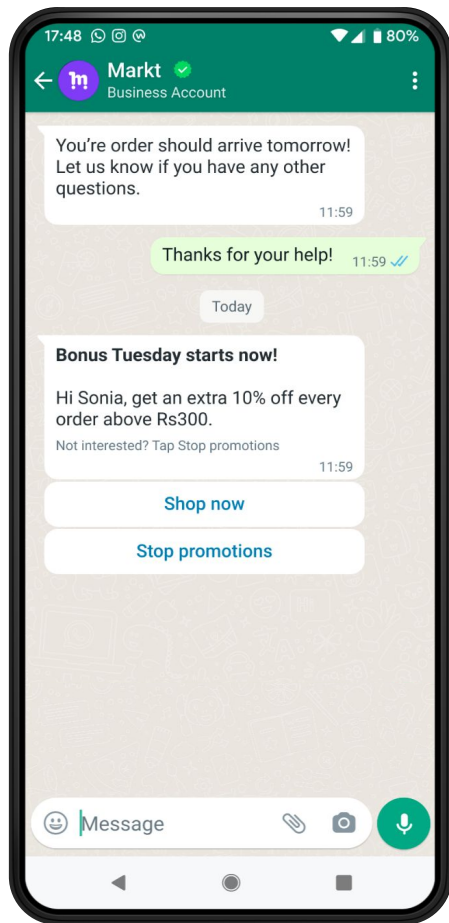 17:48 80%
Markt
Business Account
You're order should arrive tomorrow!
Let us know if you have any other
questions.
11:59
Thanks for your help! 11:59
Today
Bonus Tuesday starts now!
Hi Sonia, get an extra 10% off every
order above Rs300.
Not interested? Tap Stop promotions
11:59
Shop now
Stop promotions
Message